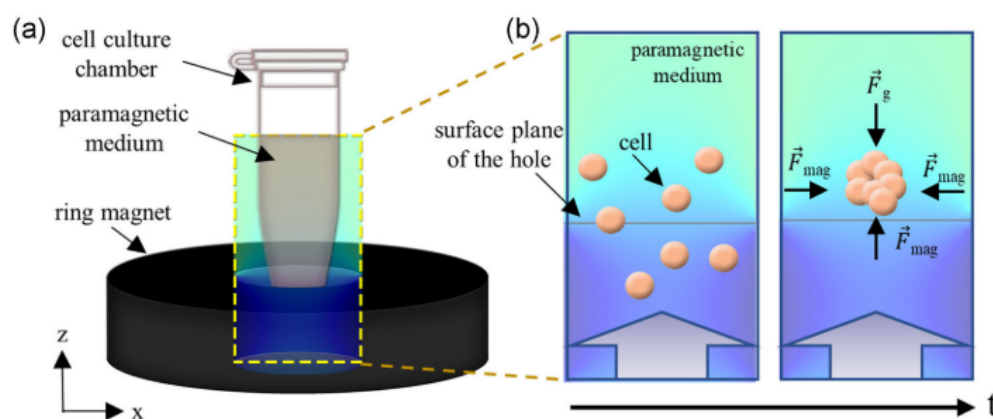 (a)
cell culture
chamber
paramagnetic
medium
ring magnet
z
x
(b)
paramagnetic
medium
surface plane
of the hole
cell
F⃗g
F⃗mag
F⃗mag
F⃗mag
t